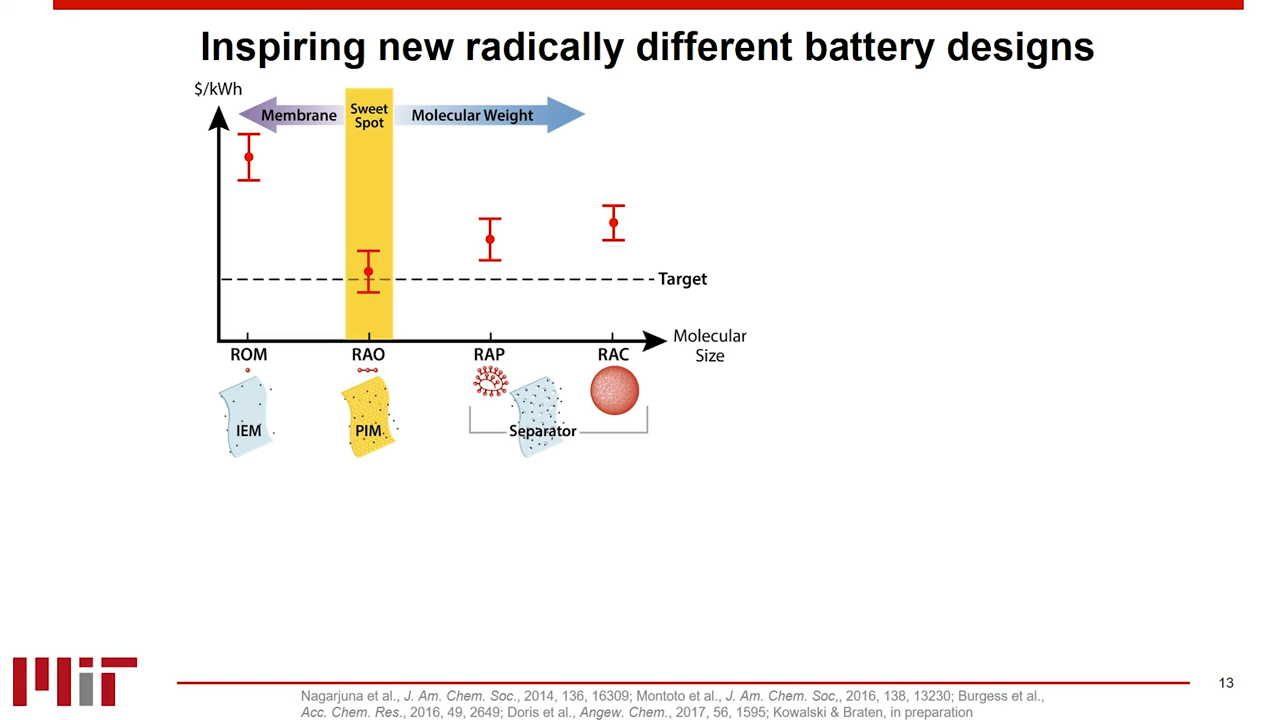 Inspiring new radically different battery designs
$/kWh
Membrane
Sweet
Spot
Molecular Weight
Target
Molecular
Size
ROM
RAO
RAP
RAC
IEM
PIM
Separator
MIT
13
Nagarjuna et al., J. Am. Chem. Soc., 2014, 136, 16309; Montoto et al., J. Am. Chem. Soc,, 2016, 138, 13230; Burgess et al.,
Acc. Chem. Res., 2016, 49, 2649; Doris et al., Angew. Chem., 2017, 56, 1595; Kowalski & Braten, in preparation